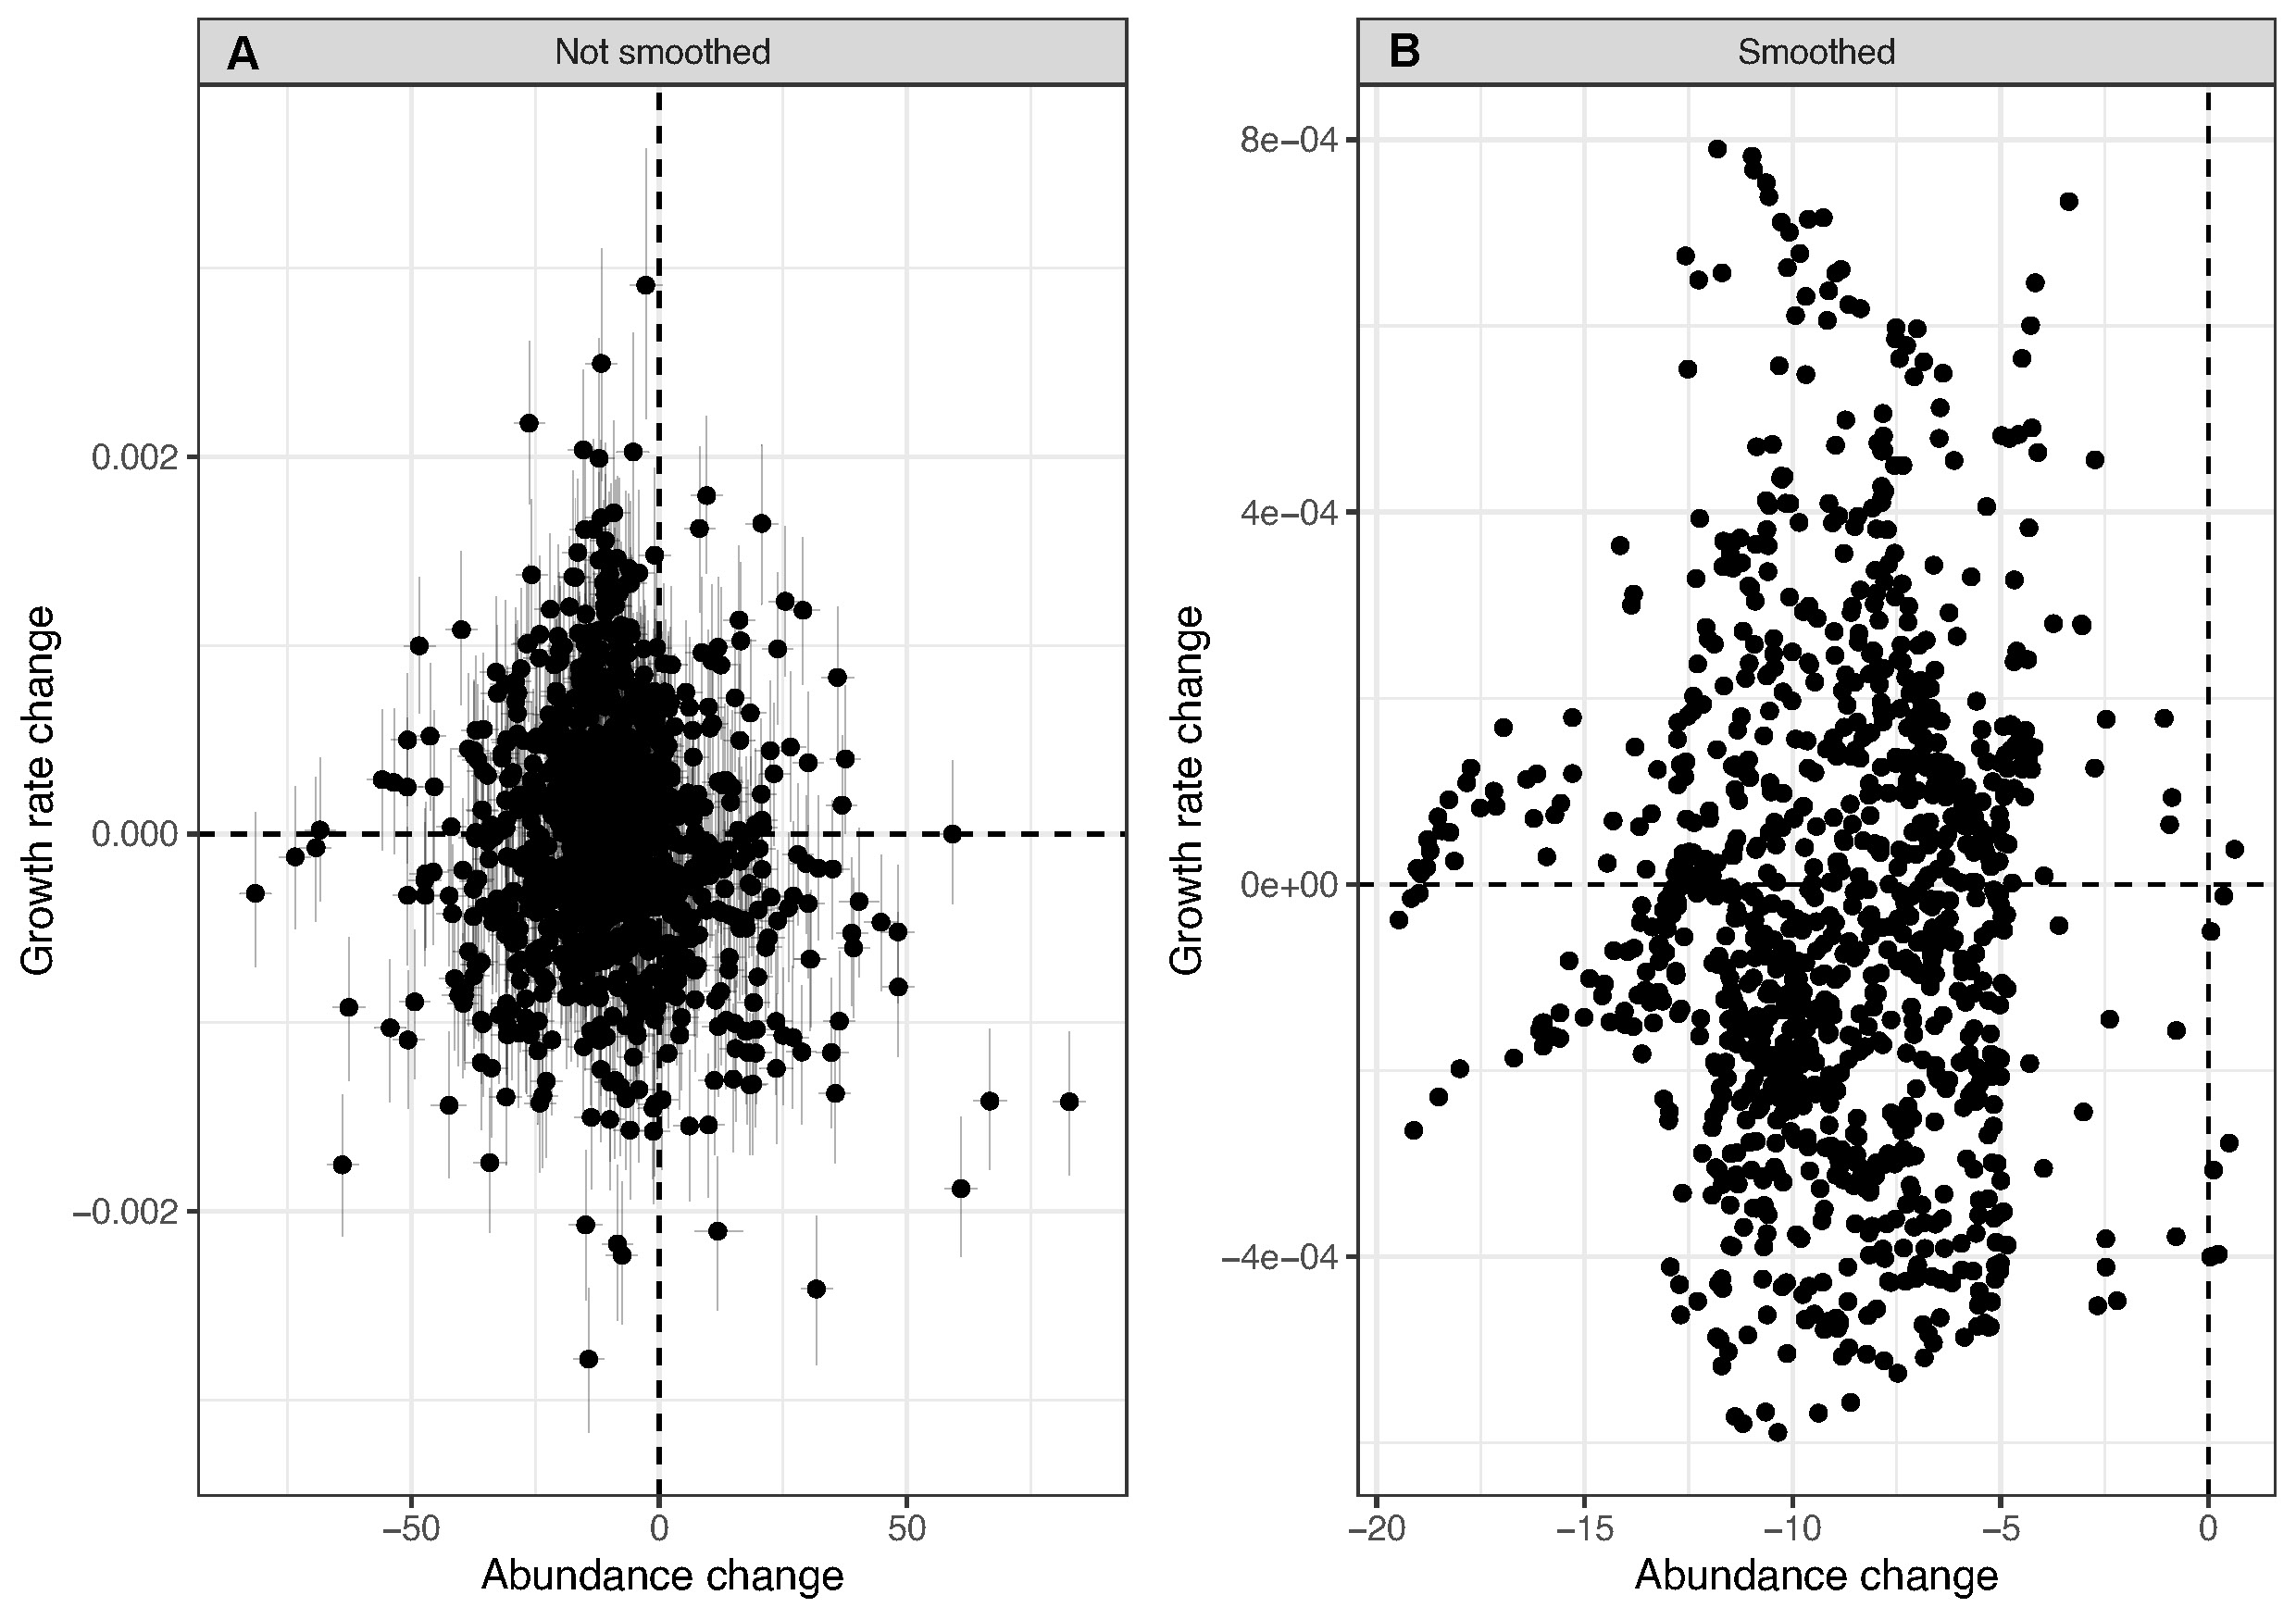 A Not smoothed
Growth rate change
0.002
0.000
−0.002
−50 0 50
Abundance change
B Smoothed
Growth rate change
8e−04
4e−04
0e+00
−4e−04
−20 −15 −10 −5 0
Abundance change